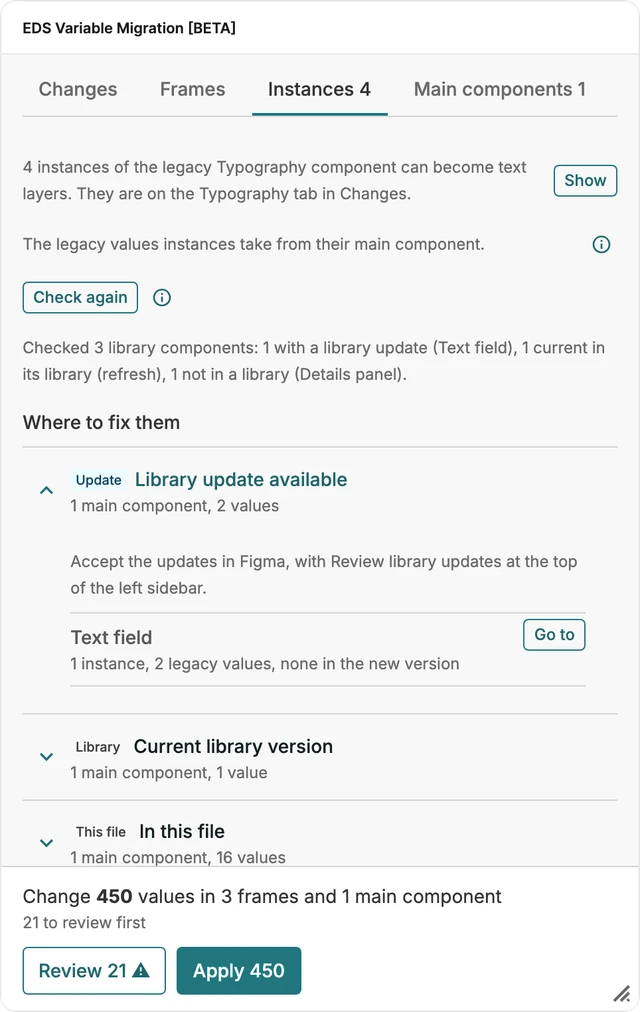 EDS Variable Migration [BETA]
Changes Frames Instances 4 Main components 1
4 instances of the legacy Typography component can become text
layers. They are on the Typography tab in Changes.
Show
The legacy values instances take from their main component.
Check again
Checked 3 library components: 1 with a library update (Text field), 1 current in
its library (refresh), 1 not in a library (Details panel).
Where to fix them
Update Library update available
1 main component, 2 values
Accept the updates in Figma, with Review library updates at the top
of the left sidebar.
Text field
Go to
1 instance, 2 legacy values, none in the new version
Library Current library version
1 main component, 1 value
This file In this file
1 main component, 16 values
Change 450 values in 3 frames and 1 main component
21 to review first
Review 21 Apply 450